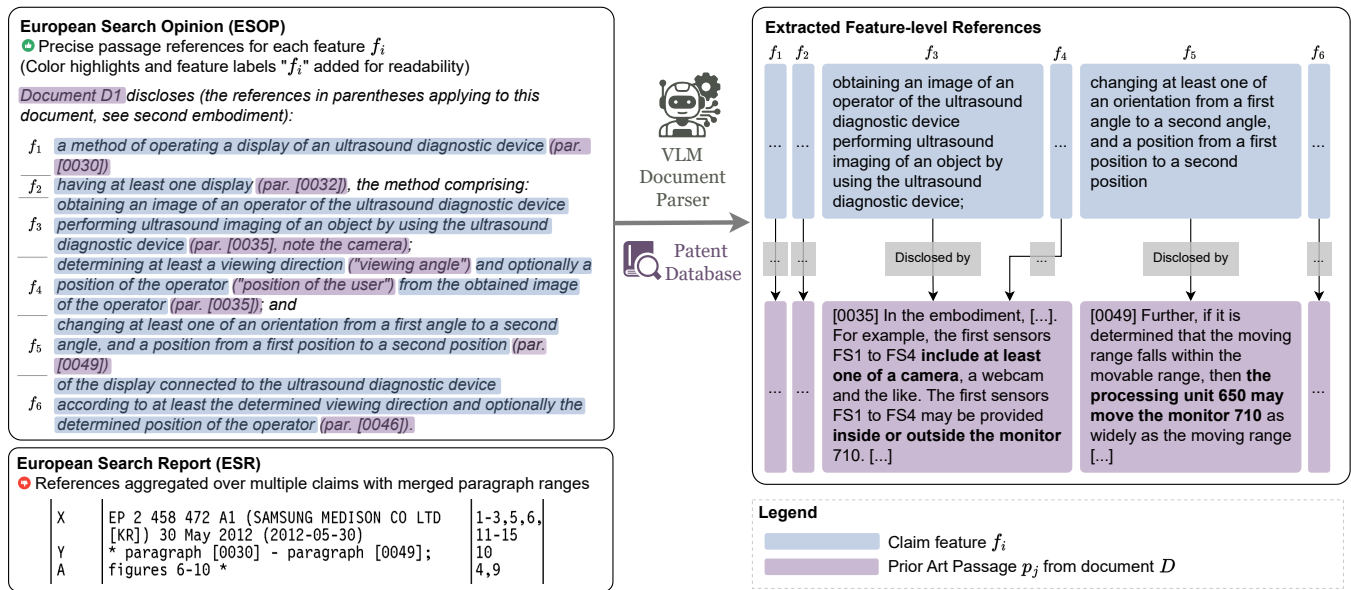 European Search Opinion (ESOP)
Precise passage references for each feature f_i
(Color highlights and feature labels "f_i" added for readability)
Document D1 discloses (the references in parentheses applying to this
document, see second embodiment):
f_1 a method of operating a display of an ultrasound diagnostic device (par.
[0030])
f_2 having at least one display (par. [0032]), the method comprising:
f_3 obtaining an image of an operator of the ultrasound diagnostic device
performing ultrasound imaging of an object by using the ultrasound
diagnostic device (par. [0035], note the camera);
f_4 determining at least a viewing direction ("viewing angle") and optionally a
position of the operator ("position of the user") from the obtained image
of the operator (par. [0035]); and
f_5 changing at least one of an orientation from a first angle to a second
angle, and a position from a first position to a second position (par.
[0049])
f_6 of the display connected to the ultrasound diagnostic device
according to at least the determined viewing direction and optionally the
determined position of the operator (par. [0046]).
European Search Report (ESR)
References aggregated over multiple claims with merged paragraph ranges
X EP 2 458 472 A1 (SAMSUNG MEDISON CO LTD 1-3,5,6,
[KR]) 30 May 2012 (2012-05-30) 11-15
Y * paragraph [0030] - paragraph [0049]; 10
A figures 6-10 * 4,9
VLM
Document
Parser
Patent
Database
Extracted Feature-level References
f_1 f_2 f_3 f_4 f_5 f_6
...
...
obtaining an image of an
operator of the ultrasound
diagnostic device
performing ultrasound
imaging of an object by
using the ultrasound
diagnostic device;
...
changing at least one of
an orientation from a first
angle to a second angle,
and a position from a first
position to a second
position
...
... ... Disclosed by ... Disclosed by ...
...
...
[0035] In the embodiment, [...].
For example, the first sensors
FS1 to FS4 include at least
one of a camera, a webcam
and the like. The first sensors
FS1 to FS4 may be provided
inside or outside the monitor
710. [...]
[0049] Further, if it is
determined that the moving
range falls within the
movable range, then the
processing unit 650 may
move the monitor 710 as
widely as the moving range
[...]
...
Legend
Claim feature f_i
Prior Art Passage p_j from document D